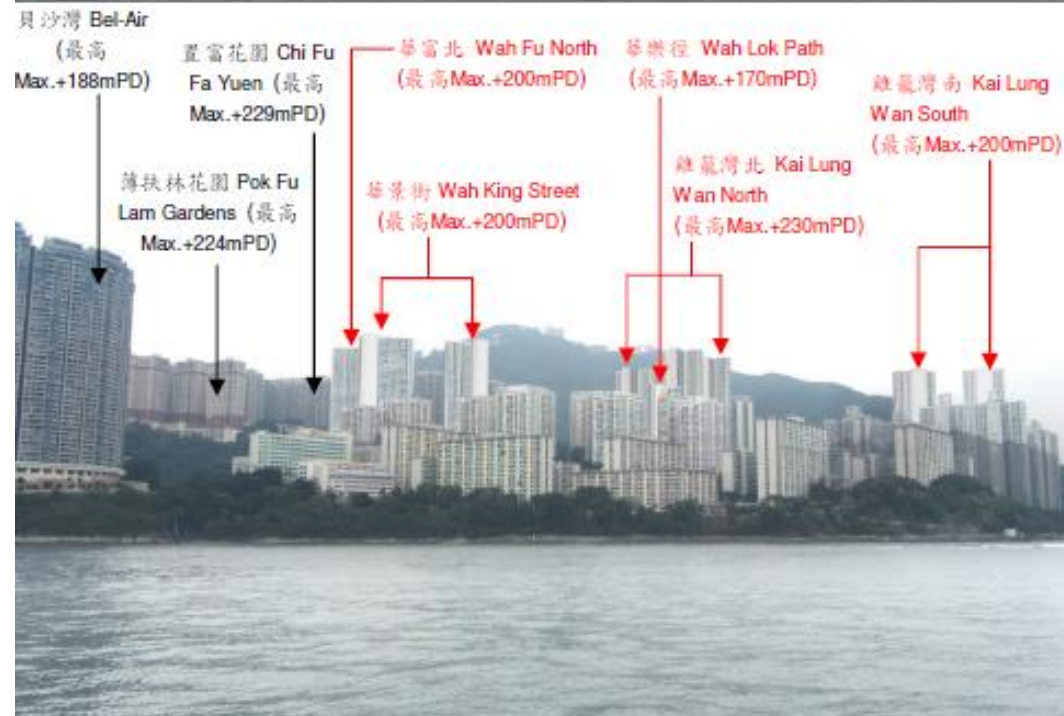 貝沙灣 Bel-Air
(最高
Max.+188mPD)
置富花園 Chi Fu
Fa Yuen (最高
Max.+229mPD)
華富北 Wah Fu North
(最高Max.+200mPD)
華樂徑 Wah Lok Path
(最高Max.+170mPD)
雞籠灣南 Kai Lung
Wan South
(最高Max.+200mPD)
薄扶林花園 Pok Fu
Lam Gardens (最高
Max.+224mPD)
華景街 Wah King Street
(最高Max.+200mPD)
雞籠灣北 Kai Lung
Wan North
(最高Max.+230mPD)